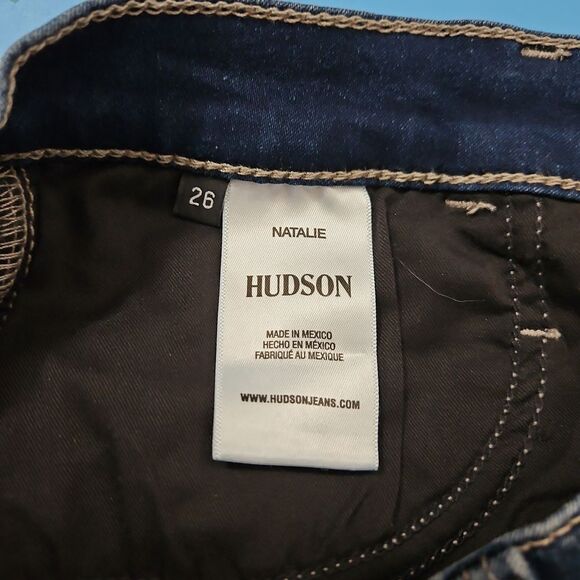 26
NATALIE
HUDSON
MADE IN MEXICO
HECHO EN MÉXICO
FABRIQUÉ AU MEXIQUE
WWW.HUDSONJEANS.COM